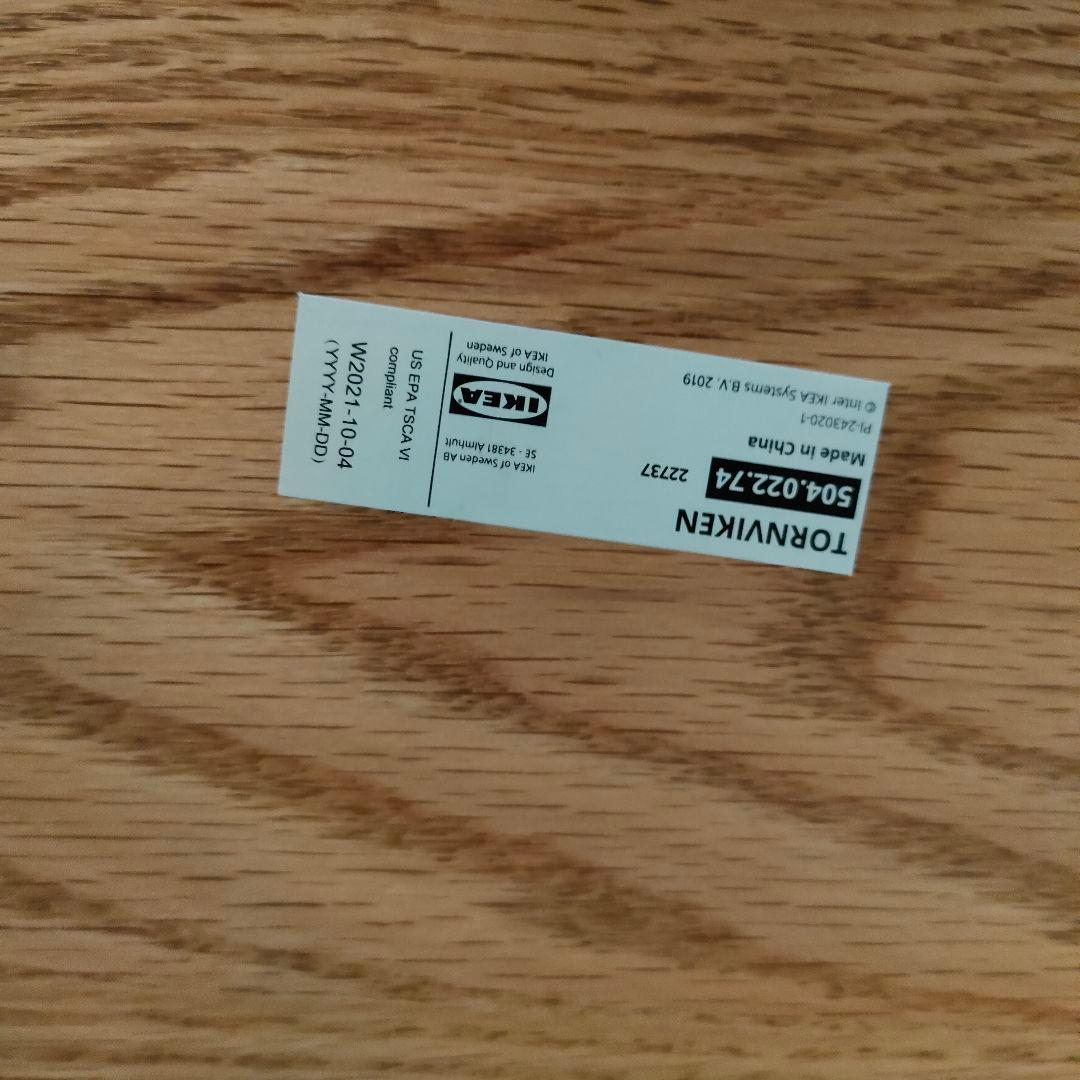 TORNVIKEN
504.022.74 22737
Made in China
PI-243020-1
© Inter IKEA Systems B.V. 2019
IKEA of Sweden AB
SE - 34381 Älmhult
IKEA
Design and Quality
IKEA of Sweden
US EPA TSCA VI
compliant
W2021-10-04
(YYYY-MM-DD)